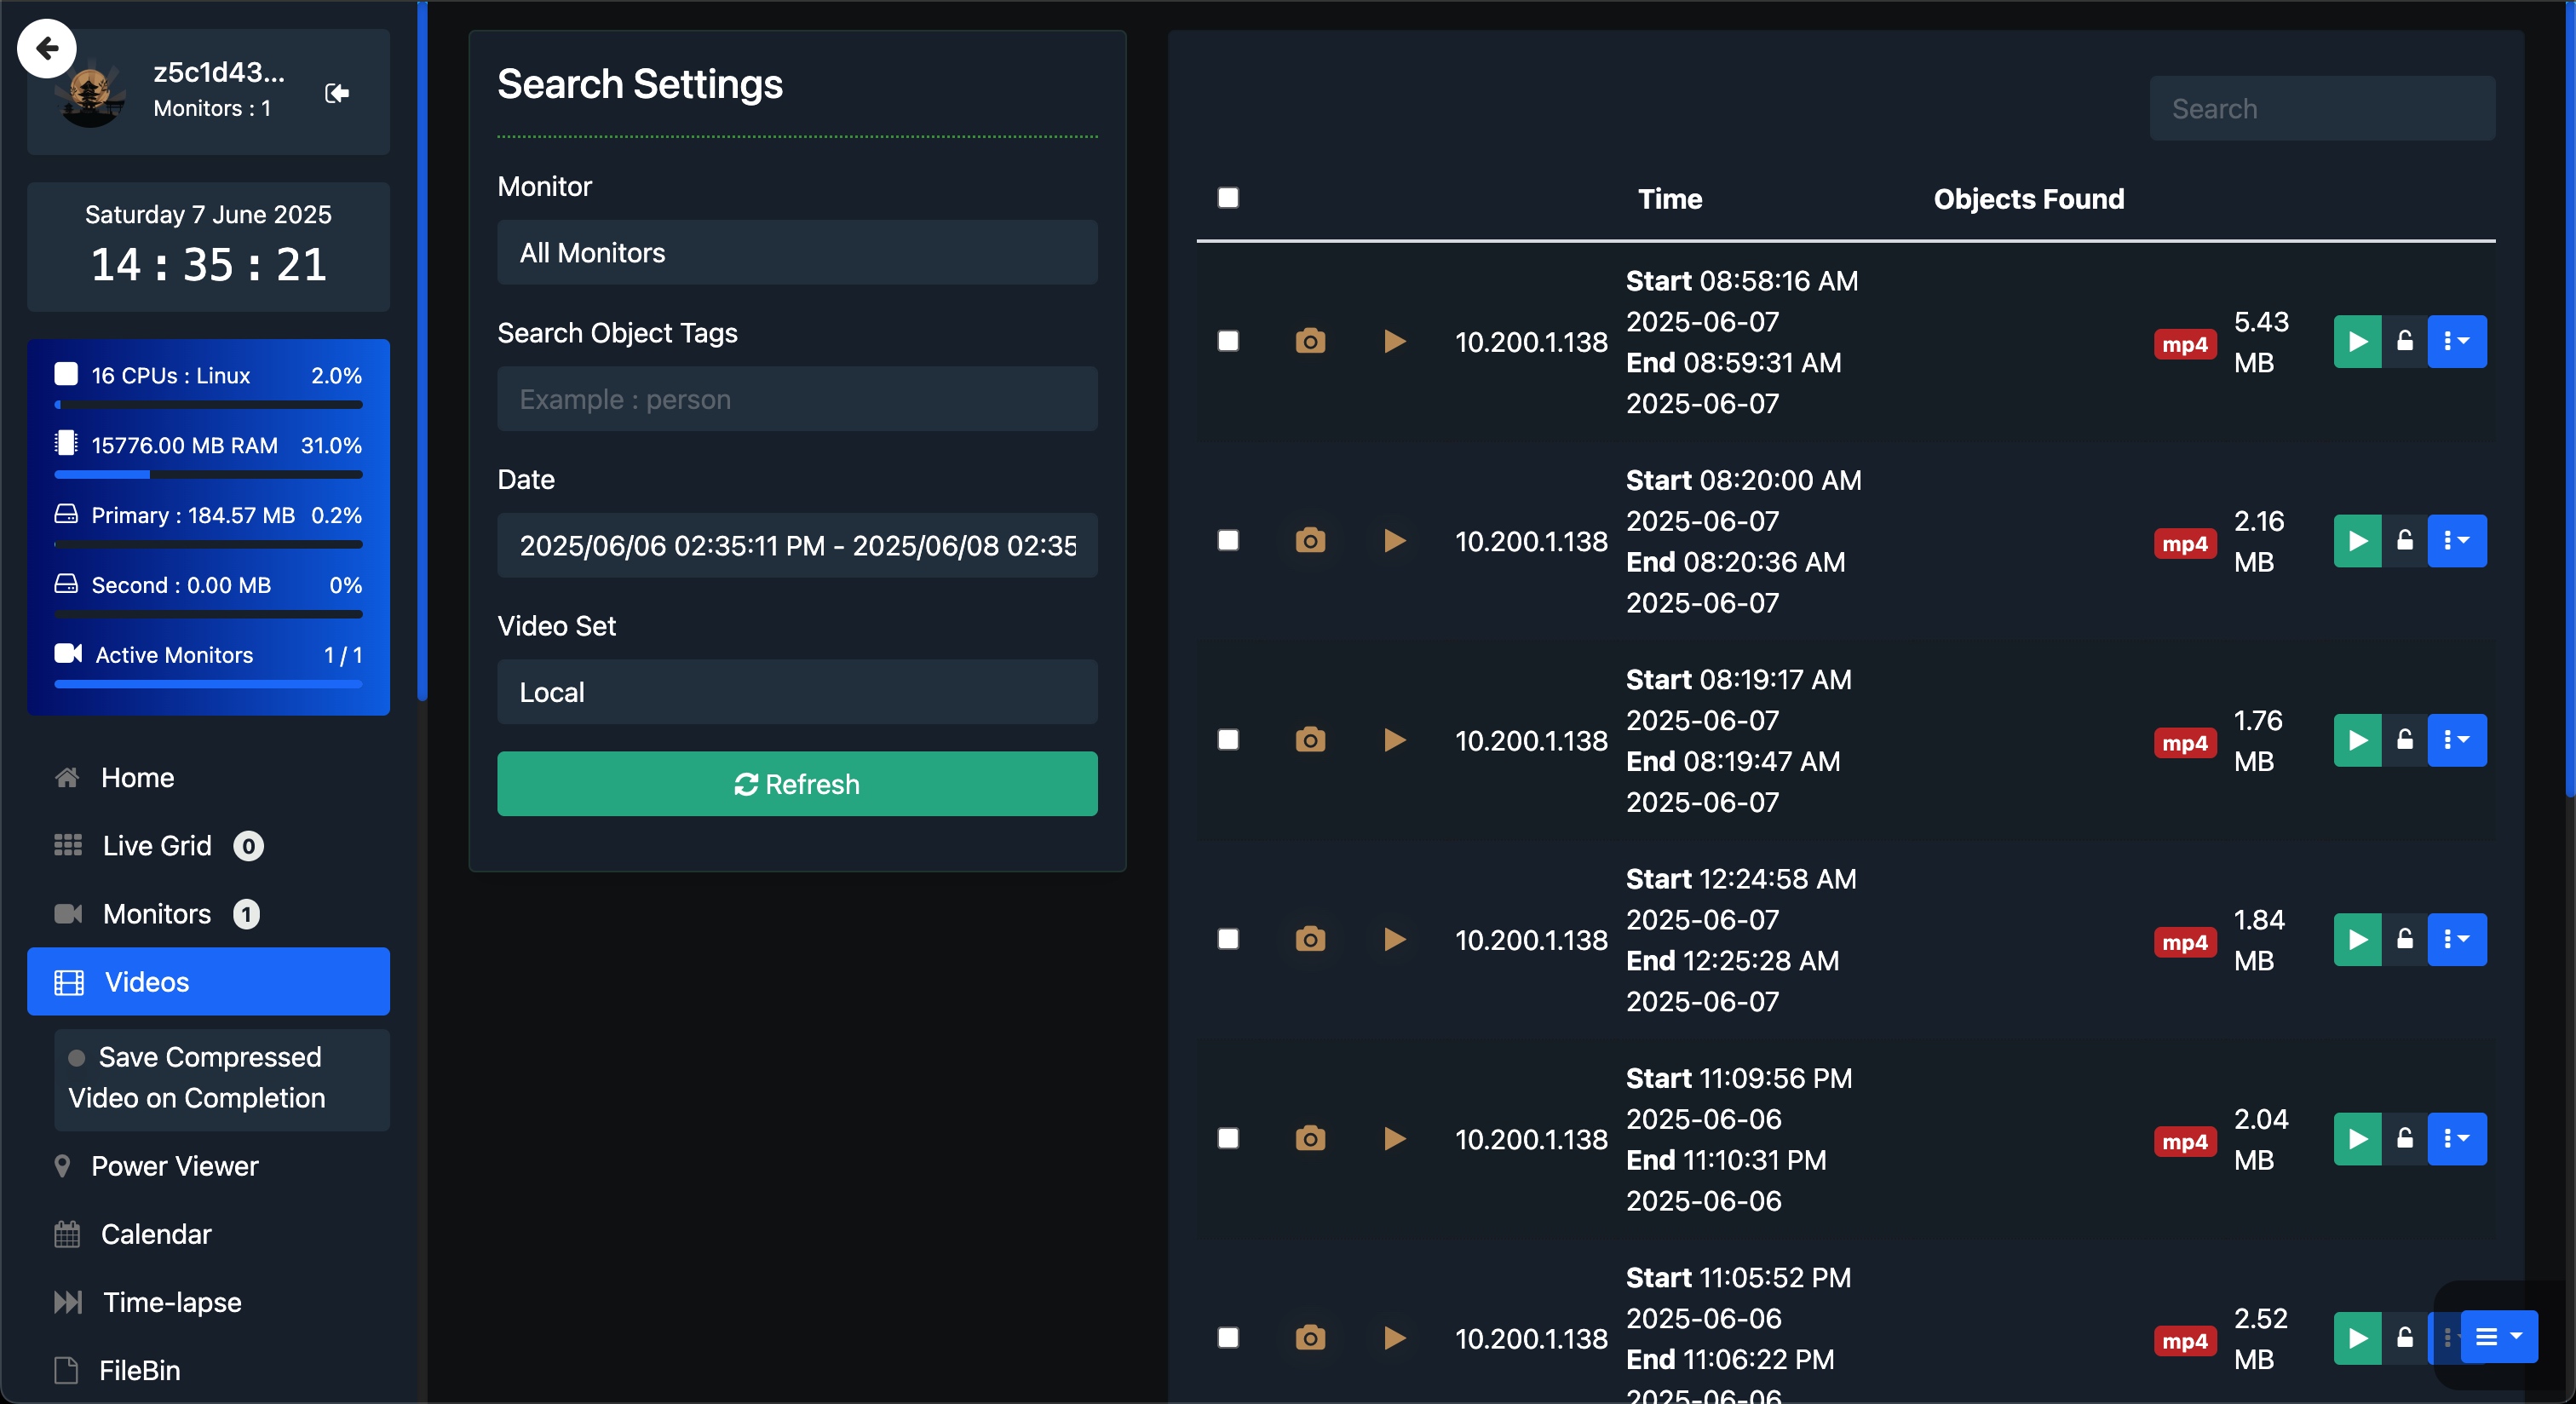 z5c1d43...
Monitors : 1
Saturday 7 June 2025
14 : 35 : 21
16 CPUs : Linux 2.0%
15776.00 MB RAM 31.0%
Primary : 184.57 MB 0.2%
Second : 0.00 MB 0%
Active Monitors 1 / 1
Home
Live Grid 0
Monitors 1
Videos
Save Compressed
Video on Completion
Power Viewer
Calendar
Time-lapse
FileBin
Search Settings
Monitor
All Monitors
Search Object Tags
Example : person
Date
2025/06/06 02:35:11 PM - 2025/06/08 02:35
Video Set
Local
Refresh
Search
Time Objects Found
Start 08:58:16 AM
2025-06-07
End 08:59:31 AM
2025-06-07
10.200.1.138
mp4
5.43
MB
Start 08:20:00 AM
2025-06-07
End 08:20:36 AM
2025-06-07
10.200.1.138
mp4
2.16
MB
Start 08:19:17 AM
2025-06-07
End 08:19:47 AM
2025-06-07
10.200.1.138
mp4
1.76
MB
Start 12:24:58 AM
2025-06-07
End 12:25:28 AM
2025-06-07
10.200.1.138
mp4
1.84
MB
Start 11:09:56 PM
2025-06-06
End 11:10:31 PM
2025-06-06
10.200.1.138
mp4
2.04
MB
Start 11:05:52 PM
2025-06-06
End 11:06:22 PM
2025-06-06
10.200.1.138
mp4
2.52
MB